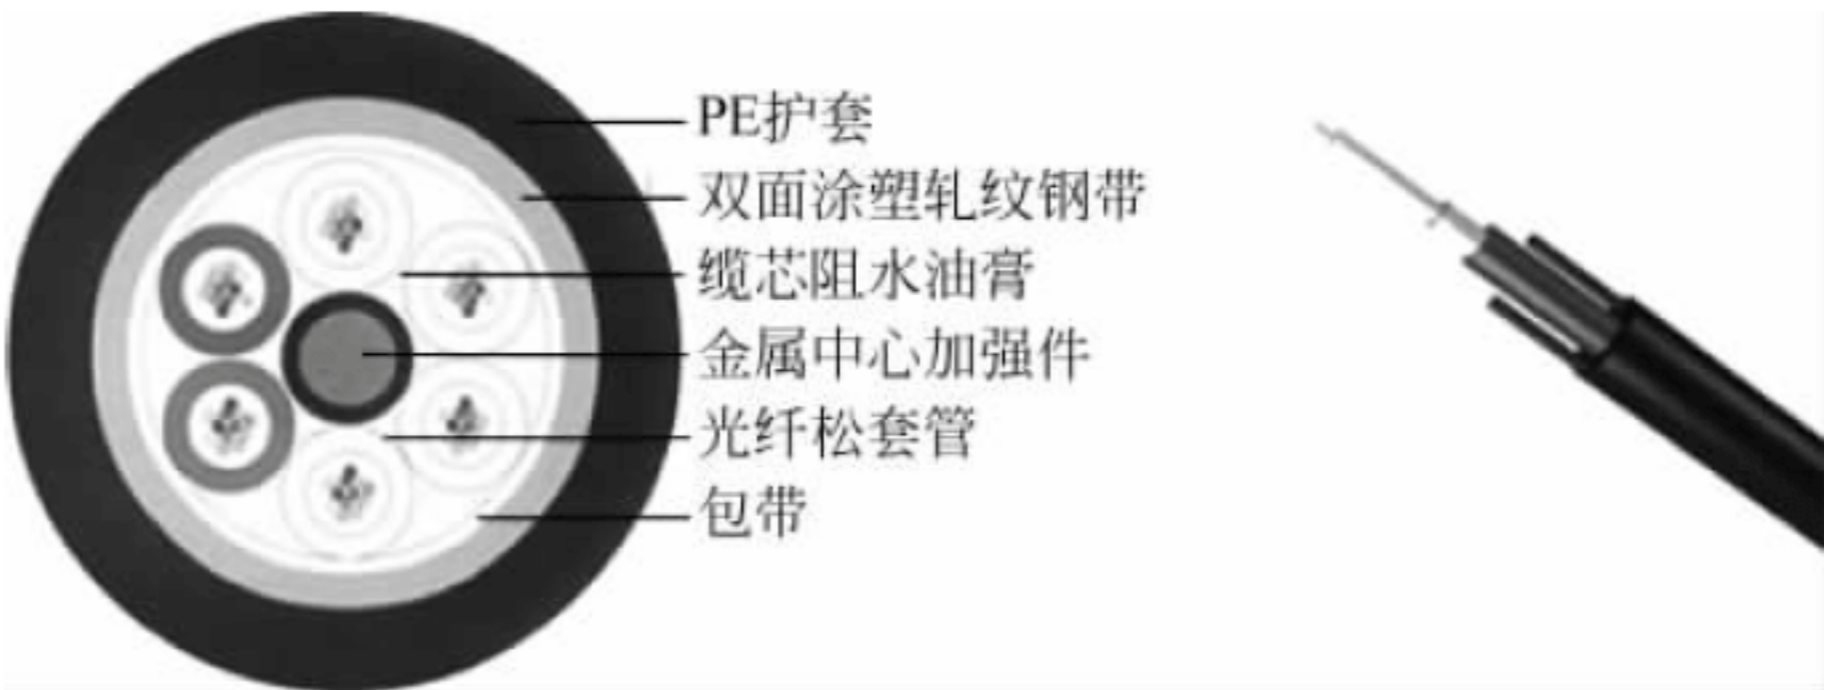 PE护套
双面涂塑轧纹钢带
缆芯阻水油膏
金属中心加强件
光纤松套管
包带